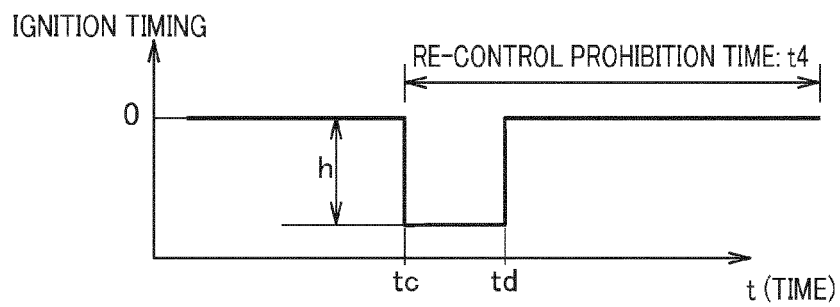 IGNITION TIMING
RE-CONTROL PROHIBITION TIME: t4
0
h
tc td
t (TIME)